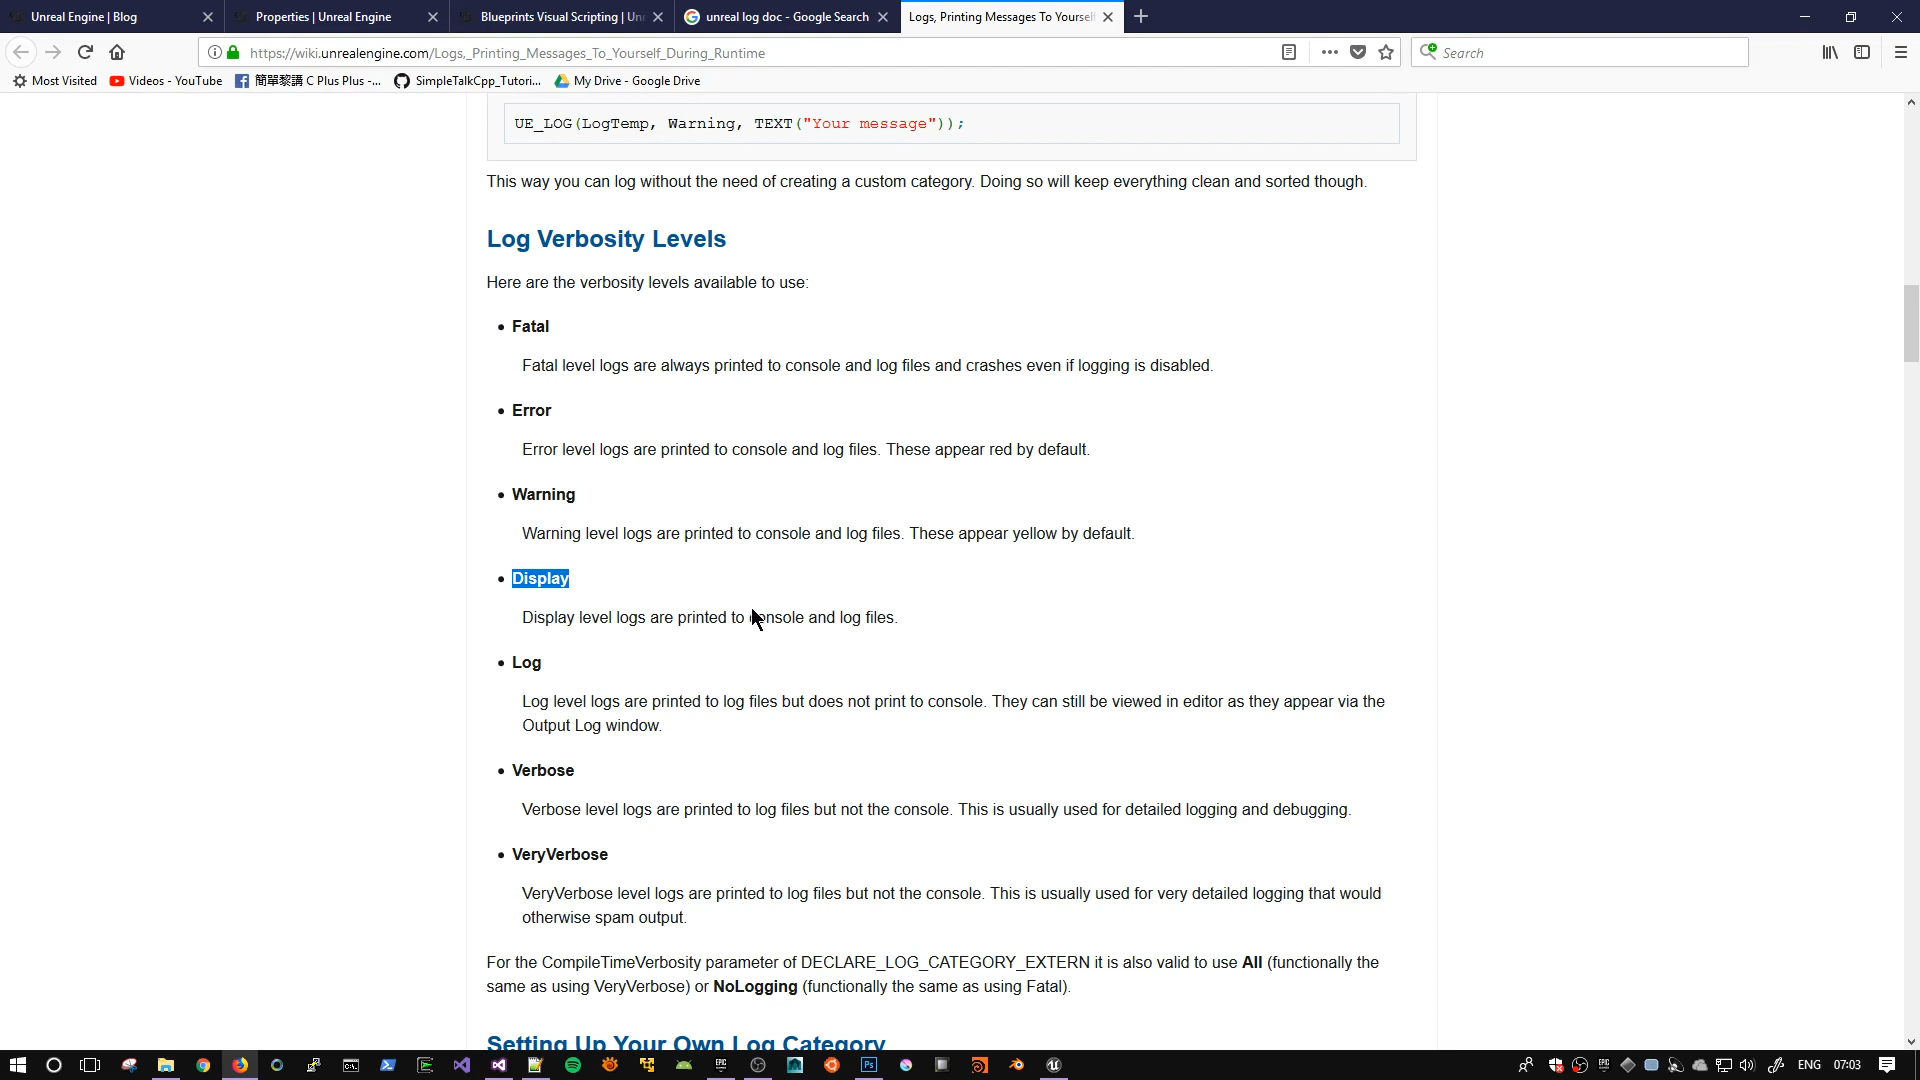 Unreal Engine | Blog
Properties | Unreal Engine
Blueprints Visual Scripting | Un
unreal log doc - Google Search
Logs, Printing Messages To Yourself
https://wiki.unrealengine.com/Logs,_Printing_Messages_To_Yourself_During_Runtime
Search
Most Visited
Videos - YouTube
簡單黎講 C Plus Plus -...
SimpleTalkCpp_Tutori...
My Drive - Google Drive
UE_LOG(LogTemp, Warning, TEXT("Your message"));
This way you can log without the need of creating a custom category. Doing so will keep everything clean and sorted though.
Log Verbosity Levels
Here are the verbosity levels available to use:
Fatal
Fatal level logs are always printed to console and log files and crashes even if logging is disabled.
Error
Error level logs are printed to console and log files. These appear red by default.
Warning
Warning level logs are printed to console and log files. These appear yellow by default.
Display
Display level logs are printed to console and log files.
Log
Log level logs are printed to log files but does not print to console. They can still be viewed in editor as they appear via the
Output Log window.
Verbose
Verbose level logs are printed to log files but not the console. This is usually used for detailed logging and debugging.
VeryVerbose
VeryVerbose level logs are printed to log files but not the console. This is usually used for very detailed logging that would
otherwise spam output.
For the CompileTimeVerbosity parameter of DECLARE_LOG_CATEGORY_EXTERN it is also valid to use All (functionally the
same as using VeryVerbose) or NoLogging (functionally the same as using Fatal).
Setting Up Your Own Log Category
ENG
07:03